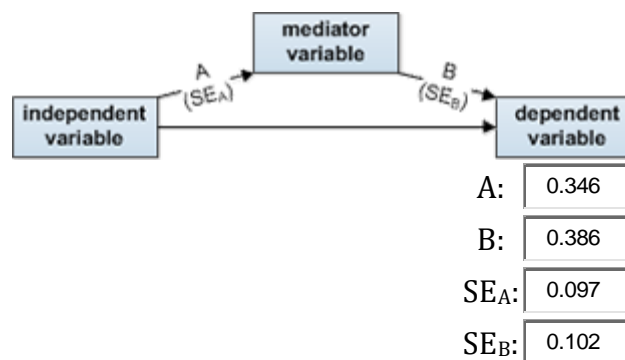 mediator
variable
A
(SEA)
B
(SEB)
independent
variable
dependent
variable
A: 0.346
B: 0.386
SEA: 0.097
SEB: 0.102